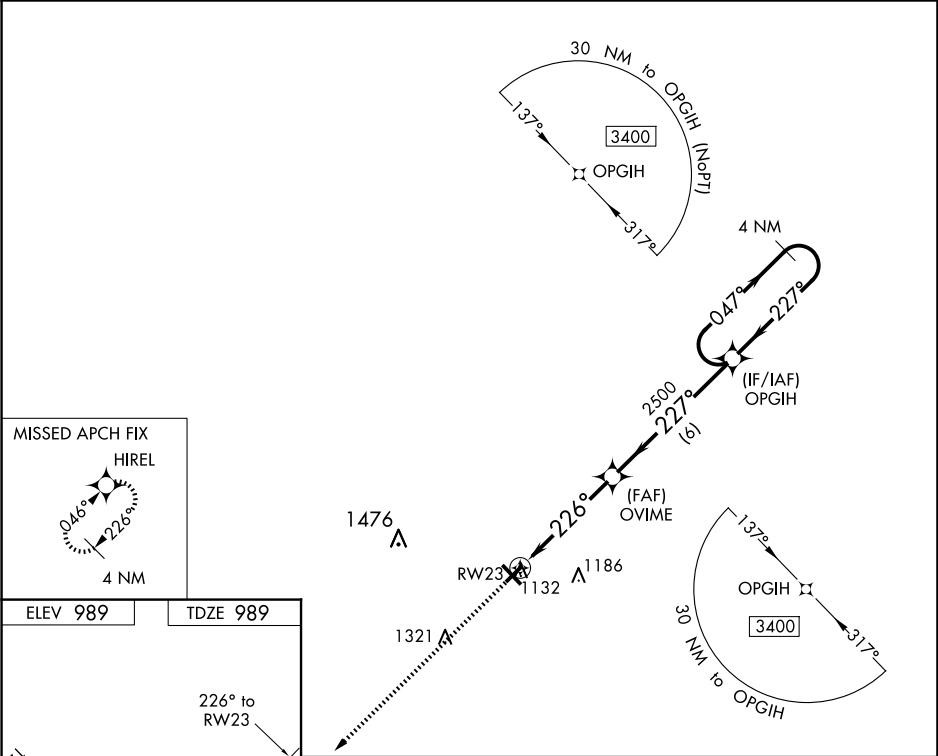 30 NM to OPGIH (NoPT)
137°
3400
OPGIH
317°
4 NM
047°
227°
(IF/IAF)
OPGIH
2500
227°
(6)
(FAF)
OVIME
226°
MISSED APCH FIX
HIREL
046°
226°
4 NM
1476
RW23
1132
1186
1321
137°
OPGIH
3400
317°
30 NM to OPGIH
ELEV 989
TDZE 989
226° to
RW23